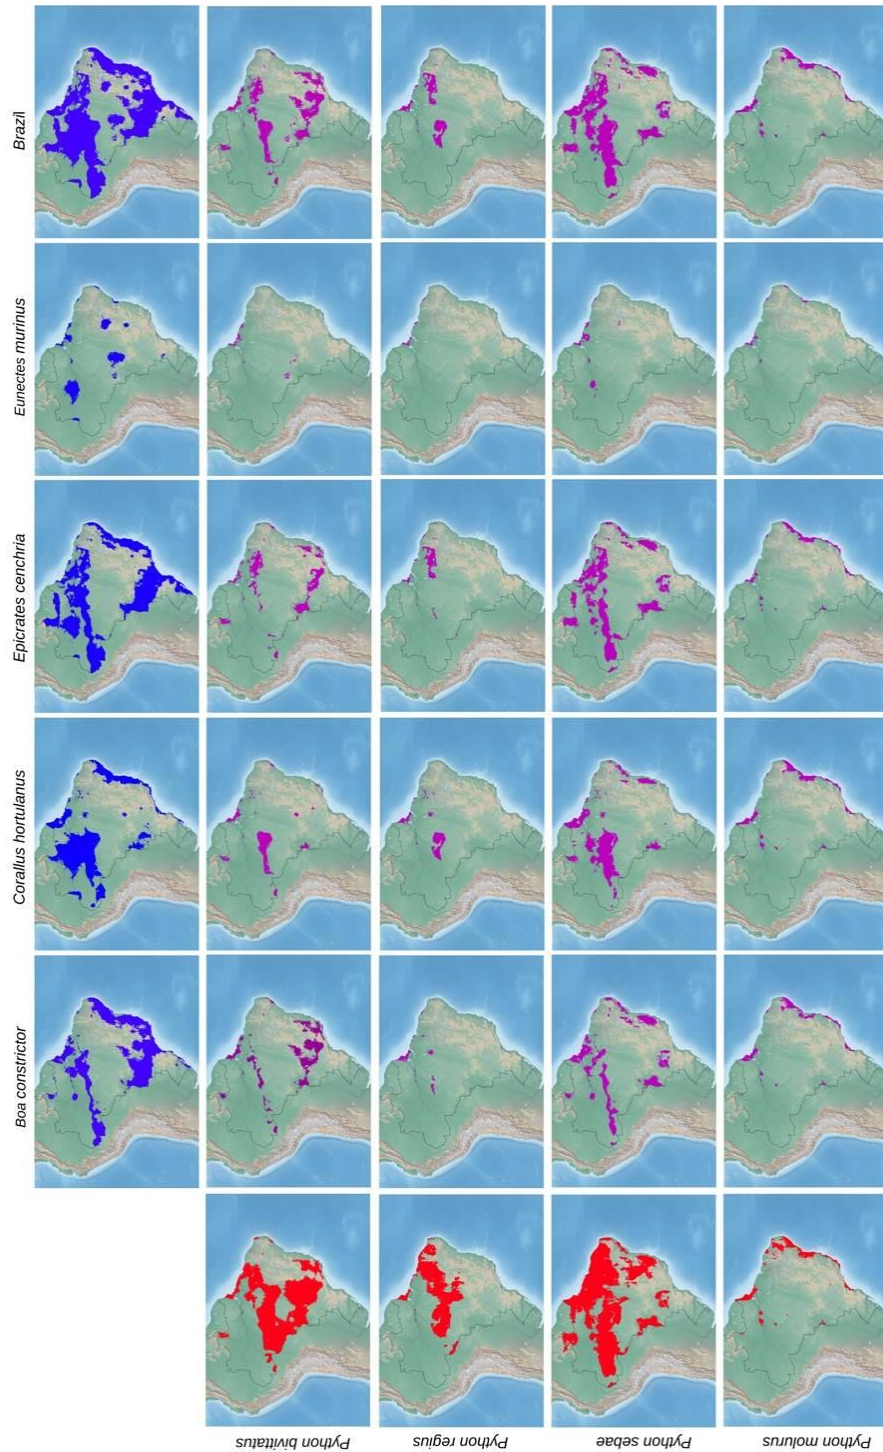 Brazil
Eunectes murinus
Epicrates cenchria
Corallus hortulanus
Boa constrictor
Python bivittatus
Python regius
Python sebae
Python molurus